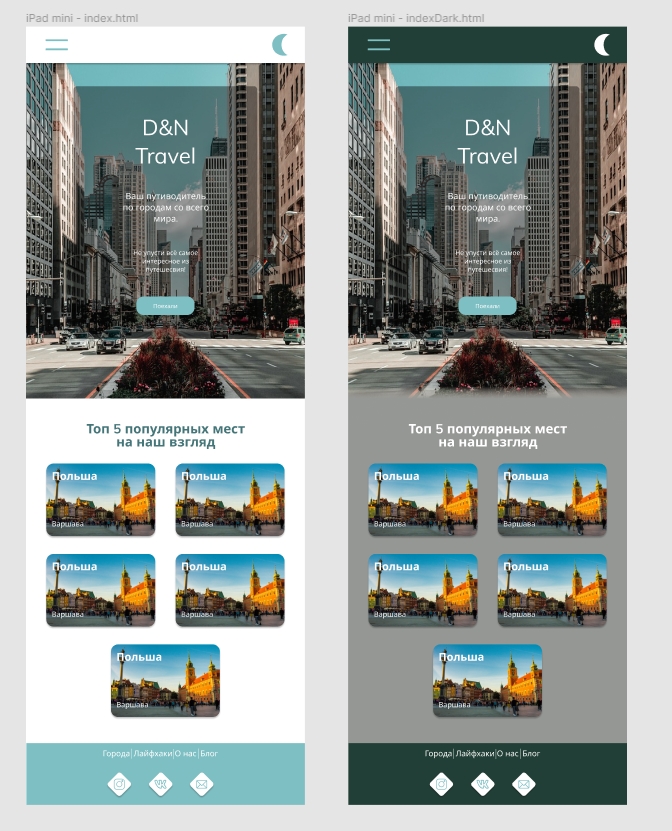 iPad mini - index.html
D&N
Travel
Ваш путиводитель
по городам со всего
мира.
Не упусти всё самое
интересное из
путешесвия!
Поехали
Топ 5 популярных мест
на наш взгляд
Польша
Варшава
Польша
Варшава
Польша
Варшава
Польша
Варшава
Польша
Варшава
Города|Лайфхаки|О нас|Блог
iPad mini - indexDark.html
D&N
Travel
Ваш путиводитель
по городам со всего
мира.
Не упусти всё самое
интересное из
путешесвия!
Поехали
Топ 5 популярных мест
на наш взгляд
Польша
Варшава
Польша
Варшава
Польша
Варшава
Польша
Варшава
Польша
Варшава
Города|Лайфхаки|О нас|Блог